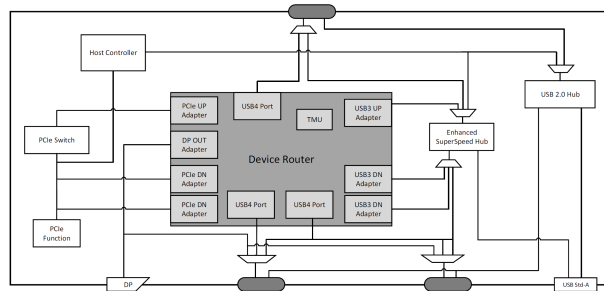 Host Controller
PCIe UP
Adapter
USB4 Port
TMU
USB3 UP
Adapter
USB 2.0 Hub
PCIe Switch
DP OUT
Adapter
Device Router
Enhanced
SuperSpeed Hub
PCIe DN
Adapter
USB3 DN
Adapter
PCIe DN
Adapter
USB4 Port
USB4 Port
USB3 DN
Adapter
PCIe
Function
DP
USB Std-A